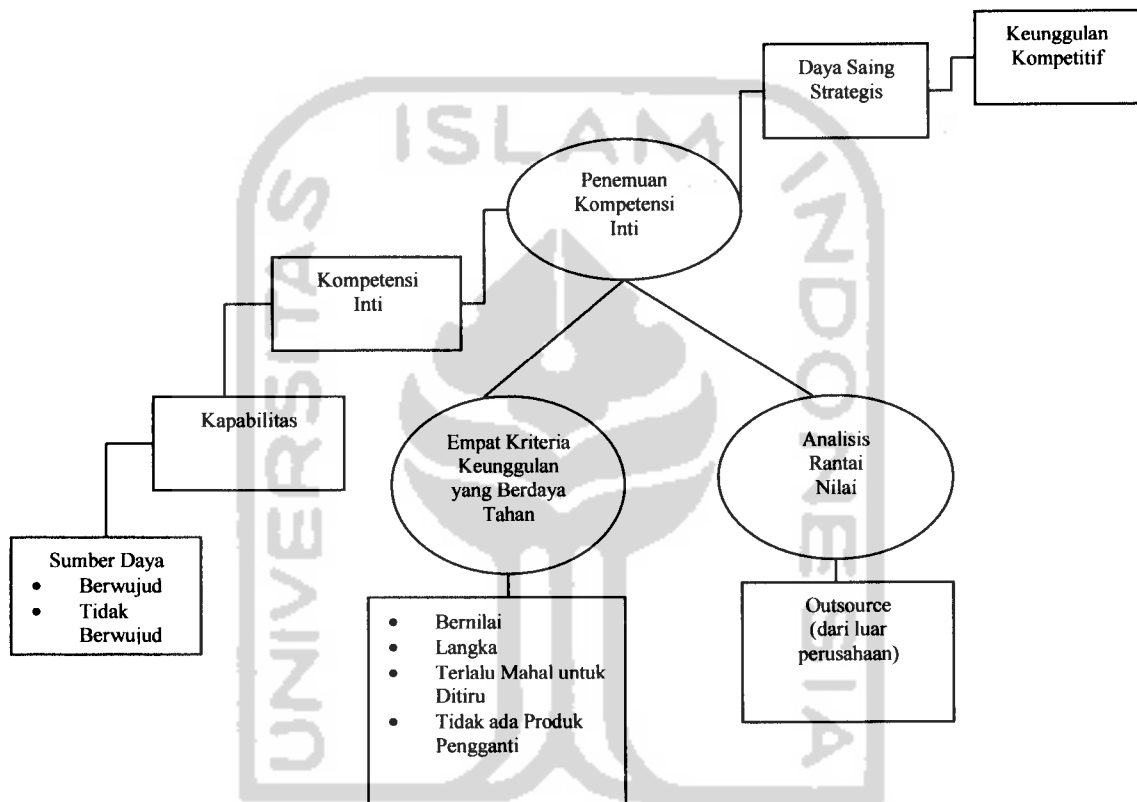 Keunggulan
Kompetitif
Daya Saing
Strategis
Penemuan
Kompetensi
Inti
Kompetensi
Inti
Kapabilitas
Sumber Daya
• Berwujud
• Tidak
Berwujud
Empat Kriteria
Keunggulan
yang Berdaya
Tahan
Analisis
Rantai
Nilai
• Bernilai
• Langka
• Terlalu Mahal untuk
Ditiru
• Tidak ada Produk
Pengganti
Outsource
(dari luar
perusahaan)
UNIVERSITAS
ISLAM
INDONESIA